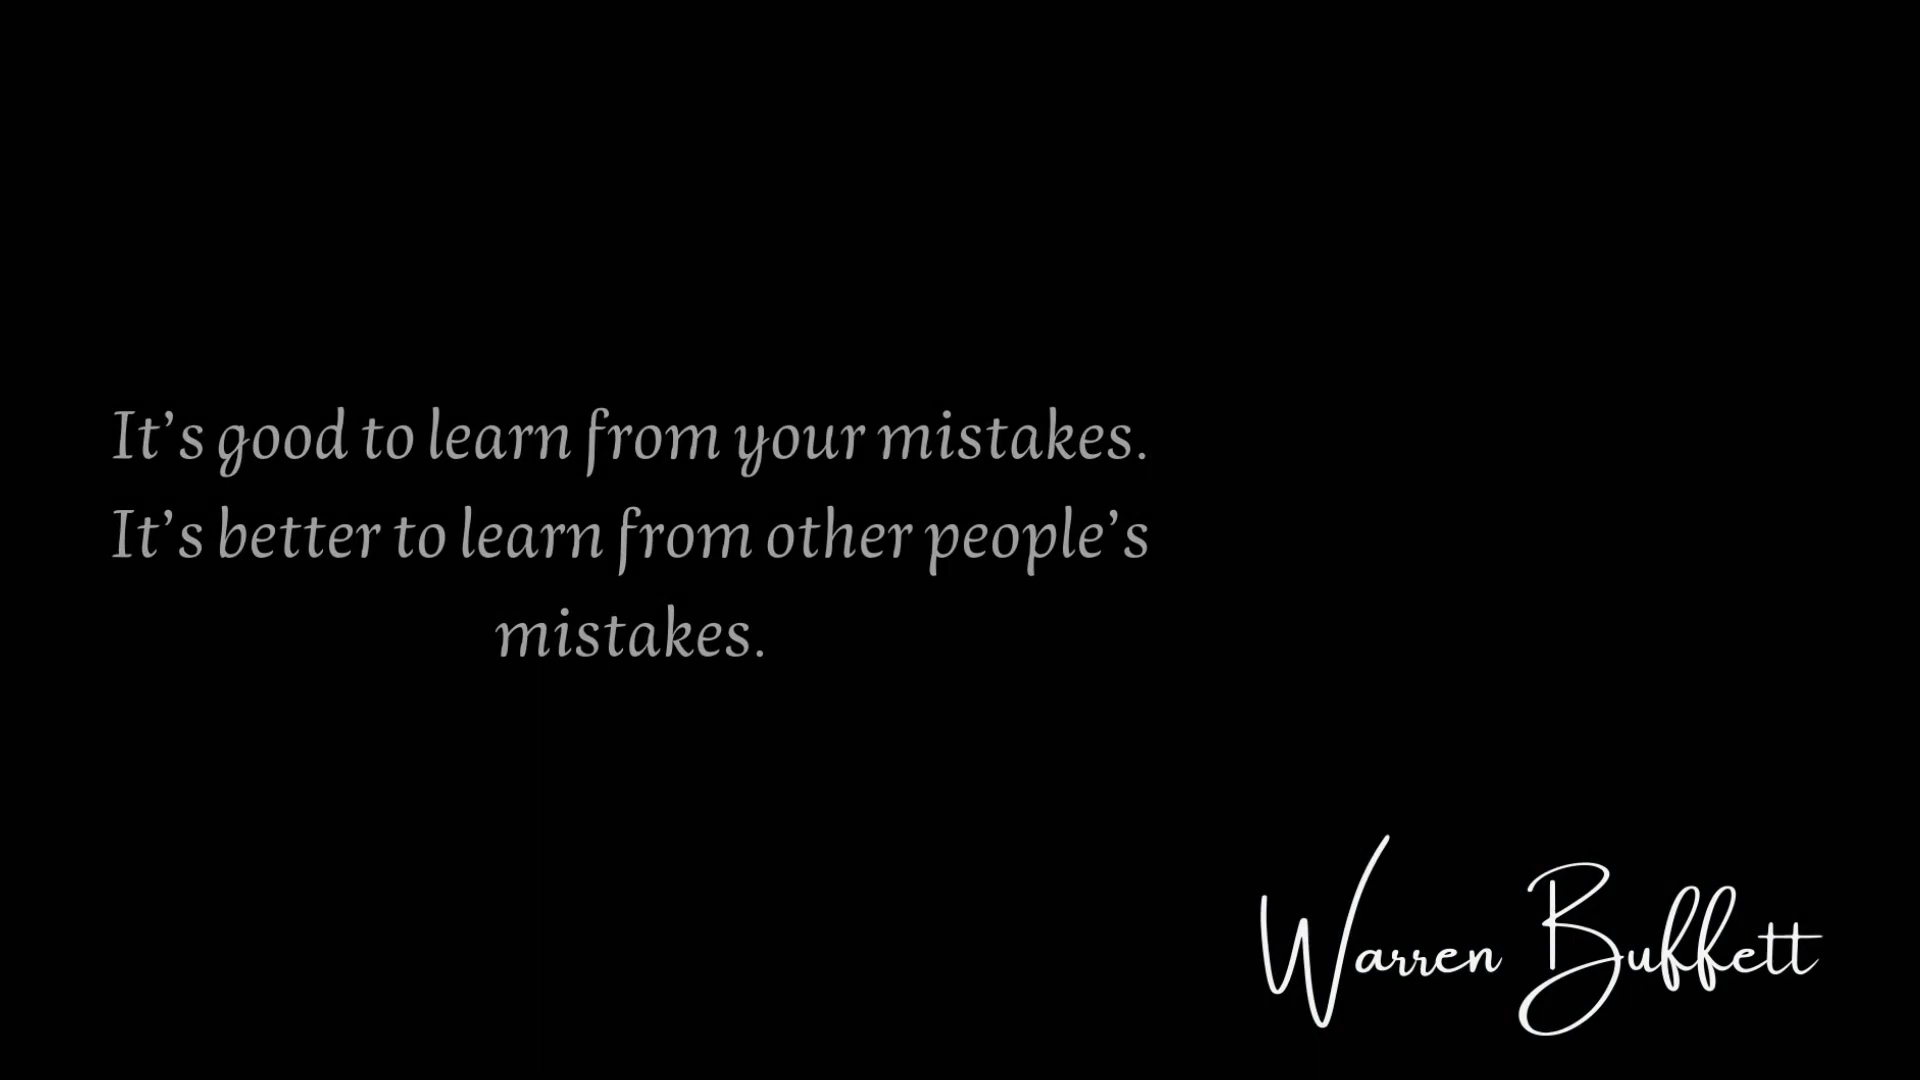 It’s good to learn from your mistakes.
It’s better to learn from other people’s
mistakes.
Warren Buffett